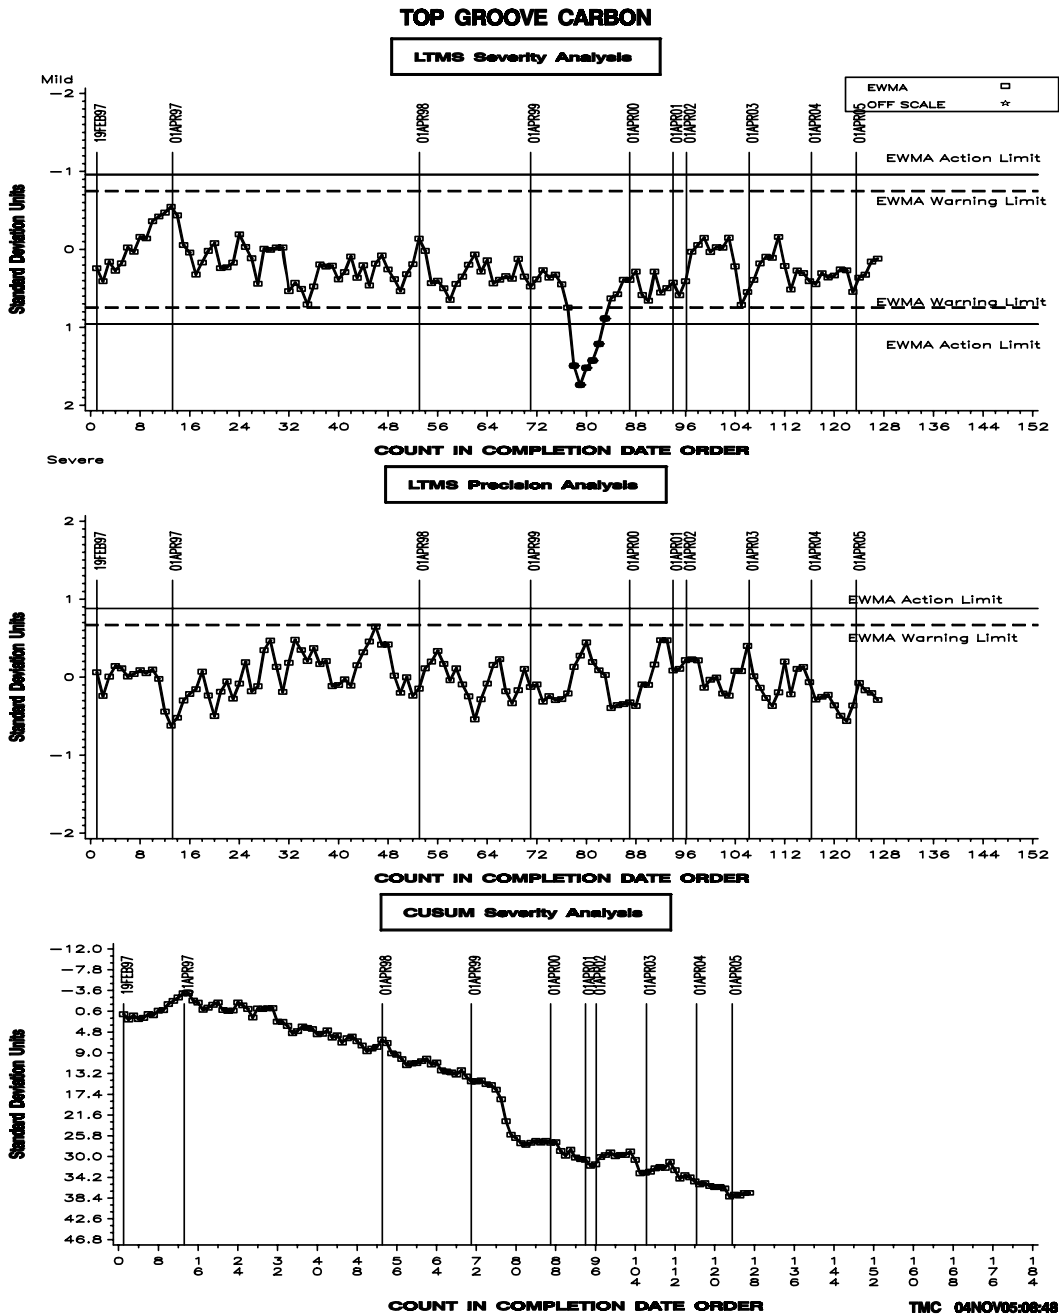 TOP GROOVE CARBON
LTMS Severity Analysis
Mild
EWMA
OFF SCALE
Standard Deviation Units
−2
−1
0
1
2
19FEB97
01APR97
01APR98
01APR99
01APR00
01APR01
01APR02
01APR03
01APR04
01APR05
EWMA Action Limit
EWMA Warning Limit
EWMA Warning Limit
EWMA Action Limit
0 8 16 24 32 40 48 56 64 72 80 88 96 104 112 120 128 136 144 152
COUNT IN COMPLETION DATE ORDER
Severe
LTMS Precision Analysis
Standard Deviation Units
2
1
0
−1
−2
19FEB97
01APR97
01APR98
01APR99
01APR00
01APR01
01APR02
01APR03
01APR04
01APR05
EWMA Action Limit
EWMA Warning Limit
0 8 16 24 32 40 48 56 64 72 80 88 96 104 112 120 128 136 144 152
COUNT IN COMPLETION DATE ORDER
CUSUM Severity Analysis
Standard Deviation Units
−12.0
−7.8
−3.6
0.6
4.8
9.0
13.2
17.4
21.6
25.8
30.0
34.2
38.4
42.6
46.8
19FEB97
01APR97
01APR98
01APR99
01APR00
01APR01
01APR02
01APR03
01APR04
01APR05
0 8 16 24 32 40 48 56 64 72 80 88 96 104 112 120 128 136 144 152 160 168 176 184
COUNT IN COMPLETION DATE ORDER
TMC 04NOV05:08:48